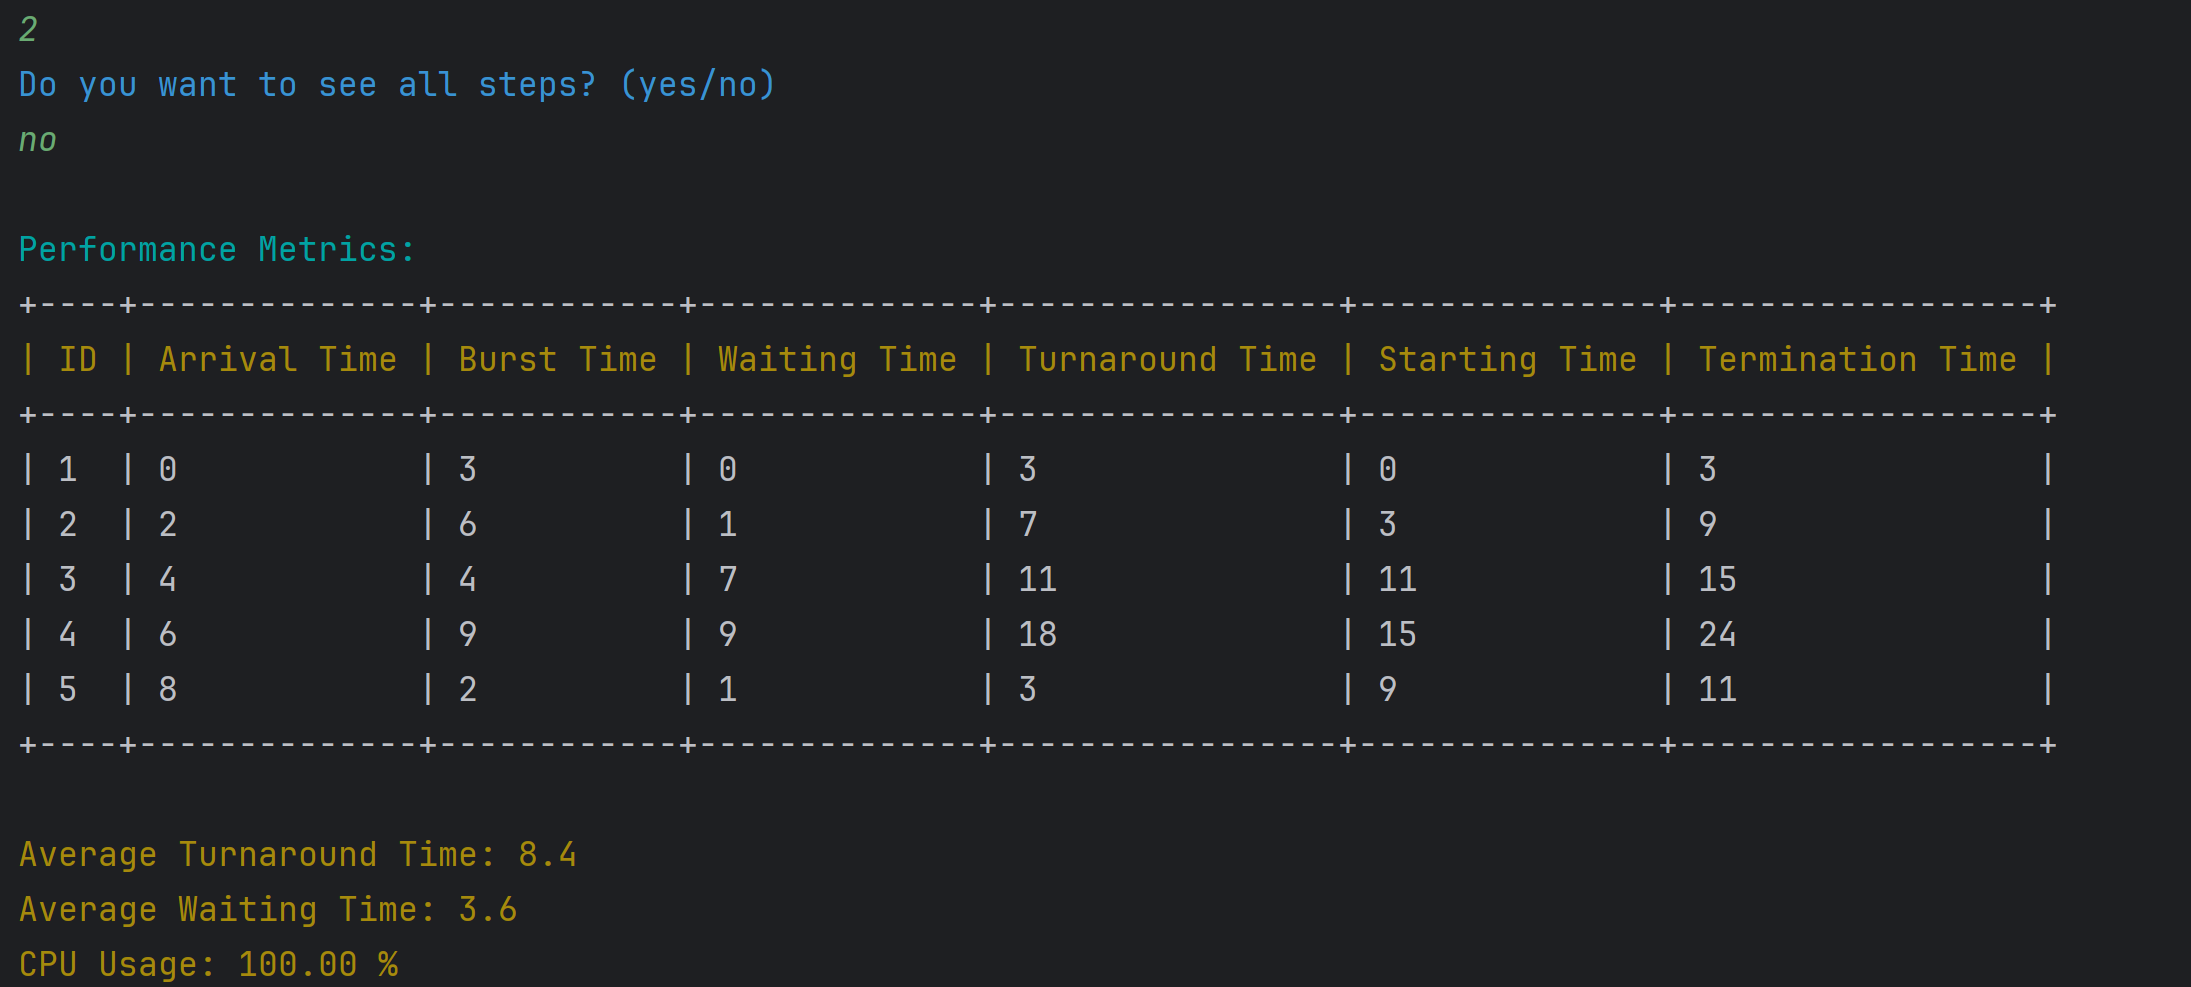 2
Do you want to see all steps? (yes/no)
no
Performance Metrics:
+----+--------------+------------+--------------+-----------------+---------------+------------------+
| ID | Arrival Time | Burst Time | Waiting Time | Turnaround Time | Starting Time | Termination Time |
+----+--------------+------------+--------------+-----------------+---------------+------------------+
| 1  | 0            | 3          | 0            | 3               | 0             | 3                |
| 2  | 2            | 6          | 1            | 7               | 3             | 9                |
| 3  | 4            | 4          | 7            | 11              | 11            | 15               |
| 4  | 6            | 9          | 9            | 18              | 15            | 24               |
| 5  | 8            | 2          | 1            | 3               | 9             | 11               |
+----+--------------+------------+--------------+-----------------+---------------+------------------+
Average Turnaround Time: 8.4
Average Waiting Time: 3.6
CPU Usage: 100.00 %